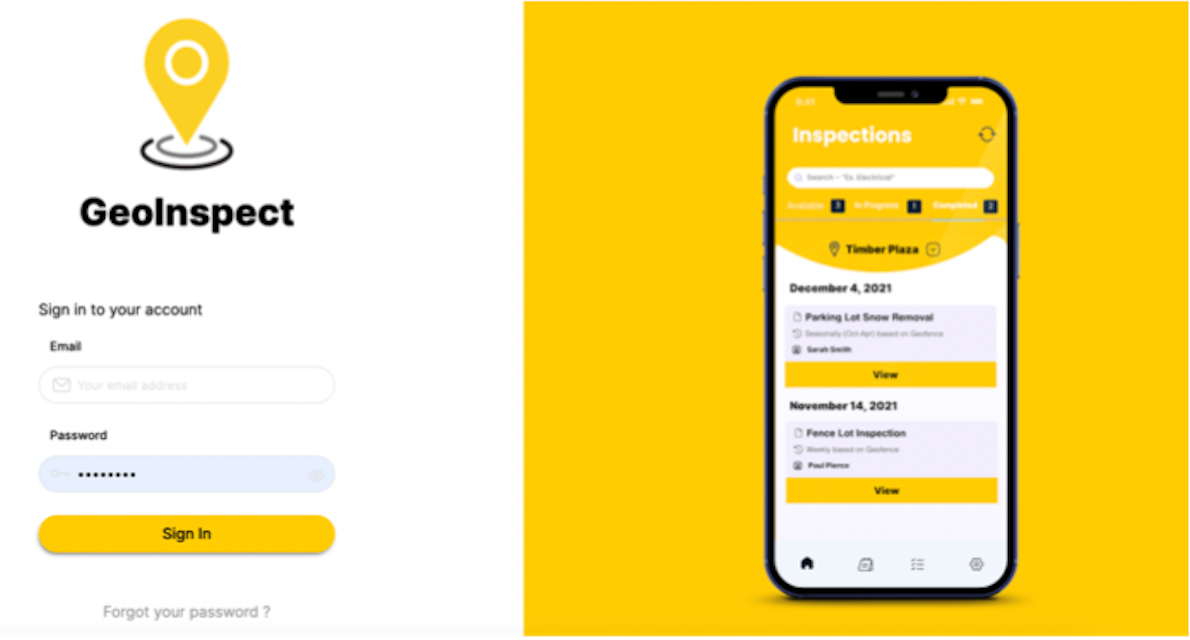 GeoInspect
Sign in to your account
Email
Your email address
Password
••••••••
Sign In
Forgot your password ?
9:41
Inspections
Search - "Ex. Electrical"
Available 3 In Progress 1 Completed 2
Timber Plaza
December 4, 2021
Parking Lot Snow Removal
Seasonally (Oct-Apr) based on Geofence
Sarah Smith
View
November 14, 2021
Fence Lot Inspection
Weekly based on Geofence
Paul Pierce
View